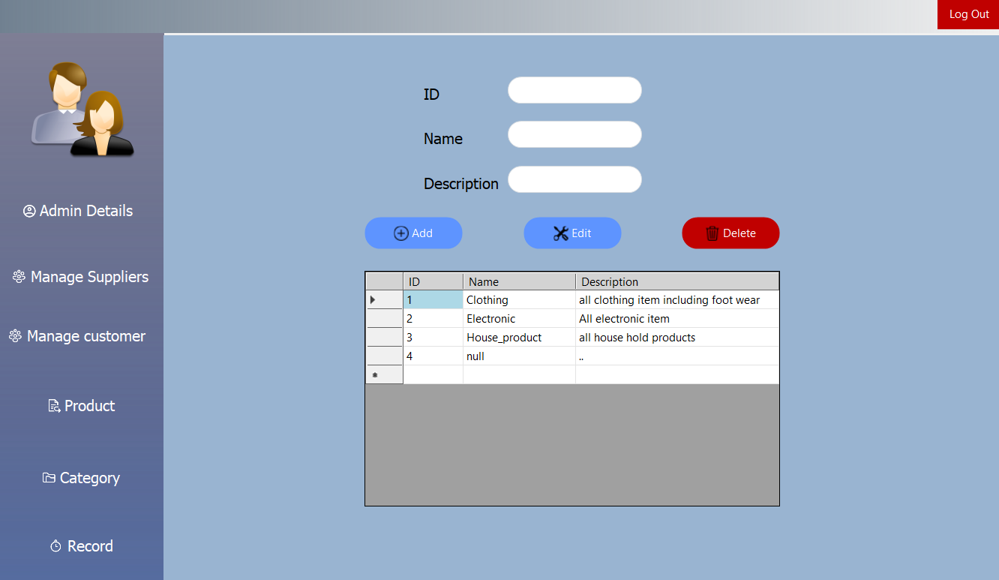 Log Out
Admin Details
Manage Suppliers
Manage customer
Product
Category
Record
ID
Name
Description
Add Edit Delete
ID Name Description
1 Clothing all clothing item including foot wear
2 Electronic All electronic item
3 House_product all house hold products
4 null ..